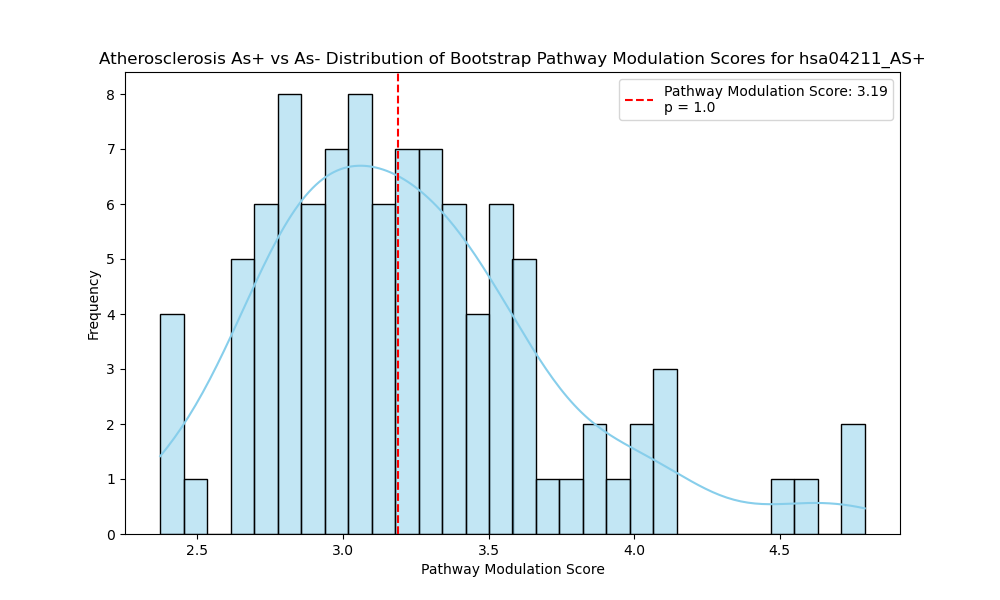 Atherosclerosis As+ vs As- Distribution of Bootstrap Pathway Modulation Scores for hsa04211_AS+
Pathway Modulation Score: 3.19
p = 1.0
8
7
6
5
4
3
2
1
0
Frequency
2.5 3.0 3.5 4.0 4.5
Pathway Modulation Score